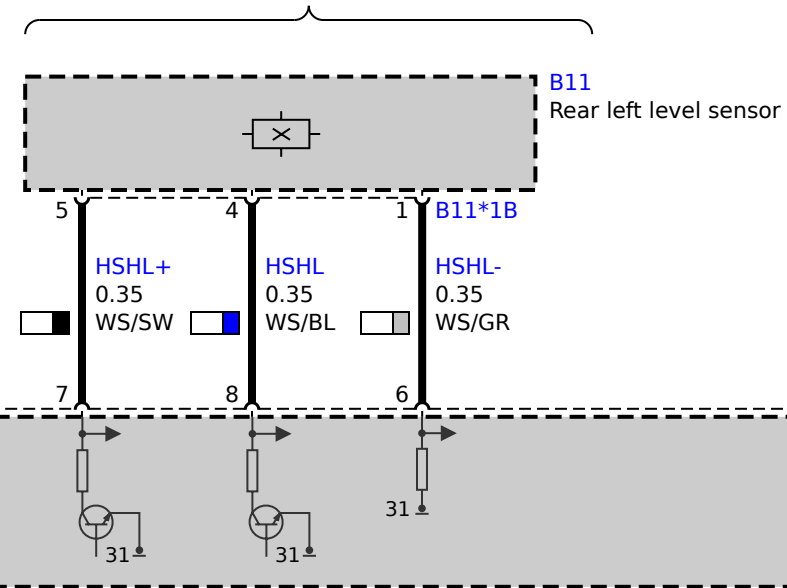 B11
Rear left level sensor
5
4
1
B11*1B
HSHL+
0.35
WS/SW
HSHL
0.35
WS/BL
HSHL-
0.35
WS/GR
7
8
6
31
31
31